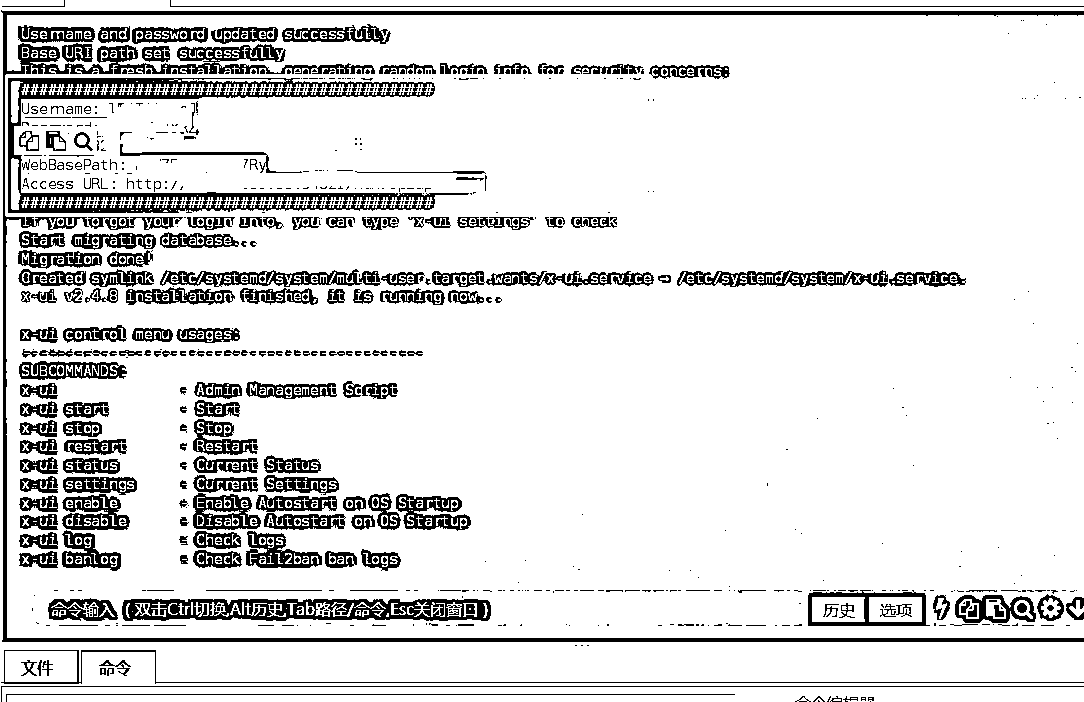 Username and password updated successfully
Base URI path set successfully
This is a fresh installation, generating random login info for security concerns:
###############################################
Username:
WebBasePath: 7Ry
Access URL: http:/
###############################################
If you forgot your login info, you can type "x-ui settings" to check
Start migrating database...
Migration done!
Created symlink /etc/systemd/system/multi-user.target.wants/x-ui.service → /etc/systemd/system/x-ui.service.
x-ui v2.4.8 installation finished, it is running now...
x-ui control menu usages:
----------------------------------------------
SUBCOMMANDS:
x-ui - Admin Management Script
x-ui start - Start
x-ui stop - Stop
x-ui restart - Restart
x-ui status - Current Status
x-ui settings - Current Settings
x-ui enable - Enable Autostart on OS Startup
x-ui disable - Disable Autostart on OS Startup
x-ui log - Check logs
x-ui banlog - Check Fail2ban ban logs
命令输入 (双击Ctrl切换,Alt历史,Tab路径/命令,Esc关闭窗口) 历史 选项
文件 命令
命令编辑器